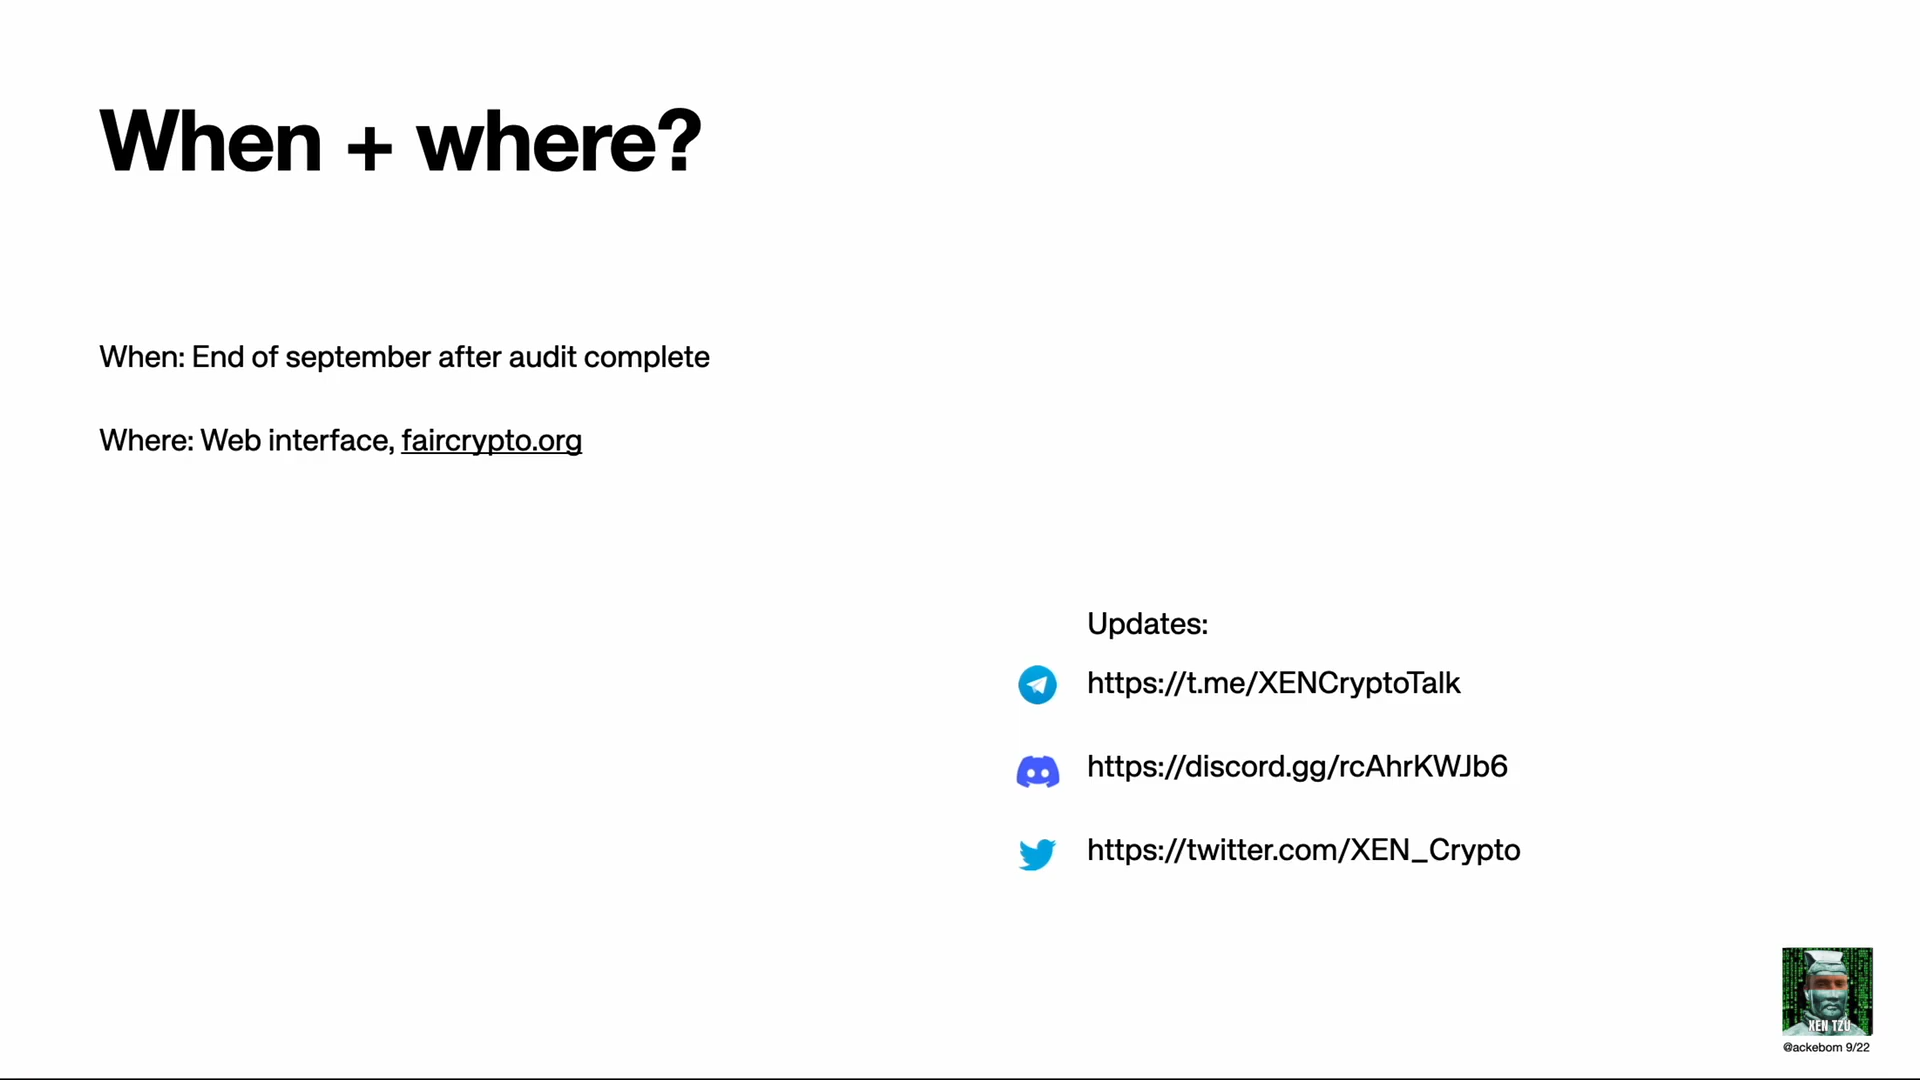 When + where?
When: End of september after audit complete
Where: Web interface, faircrypto.org
Updates:
https://t.me/XENCryptoTalk
https://discord.gg/rcAhrKWJb6
https://twitter.com/XEN_Crypto
XEN TZU
@ackebom 9/22